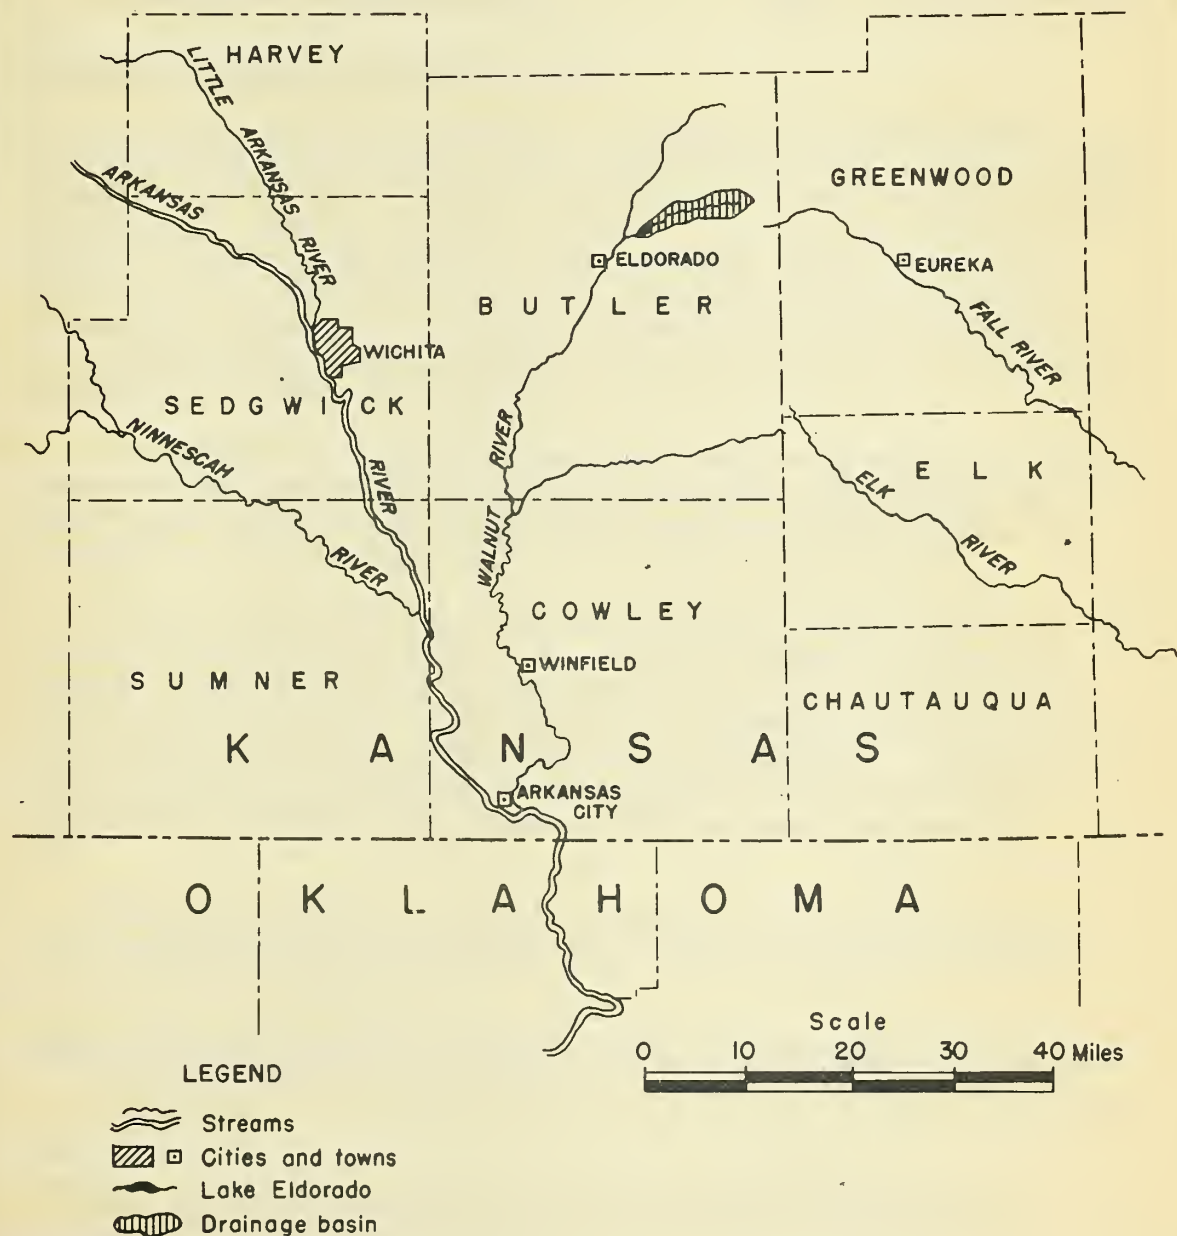 HARVEY
LITTLE ARKANSAS RIVER
ARKANSAS RIVER
GREENWOOD
ELDORADO
EUREKA
BUTLER
FALL RIVER
WICHITA
SEDGWICK
NINNESCAH RIVER
WALNUT RIVER
ELK
ELK RIVER
COWLEY
WINFIELD
SUMNER
CHAUTAUQUA
KANSAS
ARKANSAS
CITY
OKLAHOMA
Scale
0 10 20 30 40 Miles
LEGEND
Streams
Cities and towns
Lake Eldorado
Drainage basin